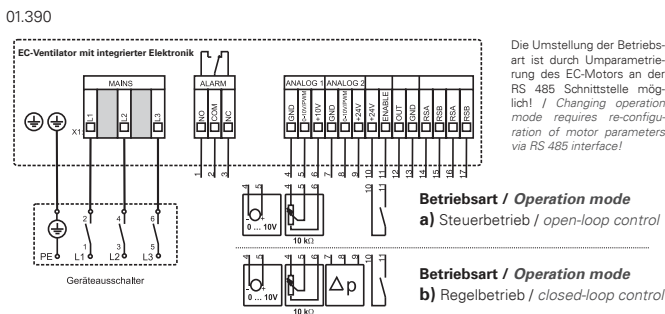 01.390
EC-Ventilator mit integrierter Elektronik
MAINS
ALARM
ANALOG 1 ANALOG 2
X1:
L1
L2
L3
NO
COM
NC
GND
0-10V/PWM
+10V
GND
0-10V/PWM
+24V
+24V
ENABLE
OUT
GND
RSA
RSB
RSA
RSB
1 2 3
4 5 6 7 8 9 10 11 12 13 14 15 16 17
Die Umstellung der Betriebs-
art ist durch Umparametrie-
rung des EC-Motors an der
RS 485 Schnittstelle mög-
lich! / Changing operation
mode requires re-configu-
ration of motor parameters
via RS 485 interface!
2 4 6
1 3 5
PE L1 L2 L3
Geräteausschalter
4 5 4 5 6 10 11
- +
0 ... 10V
10 kΩ
Betriebsart / Operation mode
a) Steuerbetrieb / open-loop control
4 5 4 5 6 7 8 9 10 11
- +
0 ... 10V
10 kΩ
Δp
Betriebsart / Operation mode
b) Regelbetrieb / closed-loop control